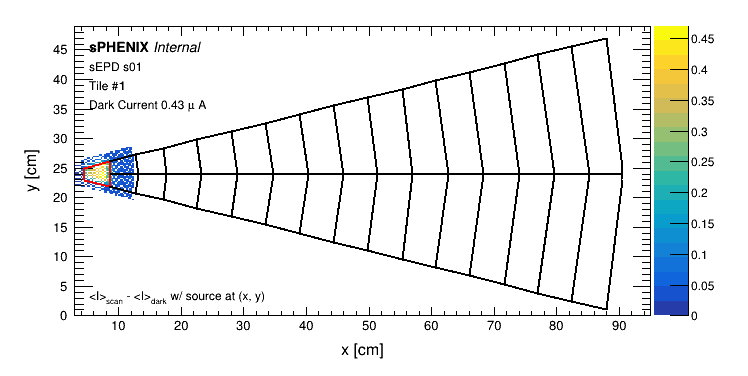 sPHENIX Internal
sEPD s01
Tile #1
Dark Current 0.43 μ A
<I>scan - <I>dark w/ source at (x, y)
y [cm]
45
40
35
30
25
20
15
10
5
0
10 20 30 40 50 60 70 80 90
x [cm]
0.45
0.4
0.35
0.3
0.25
0.2
0.15
0.1
0.05
0